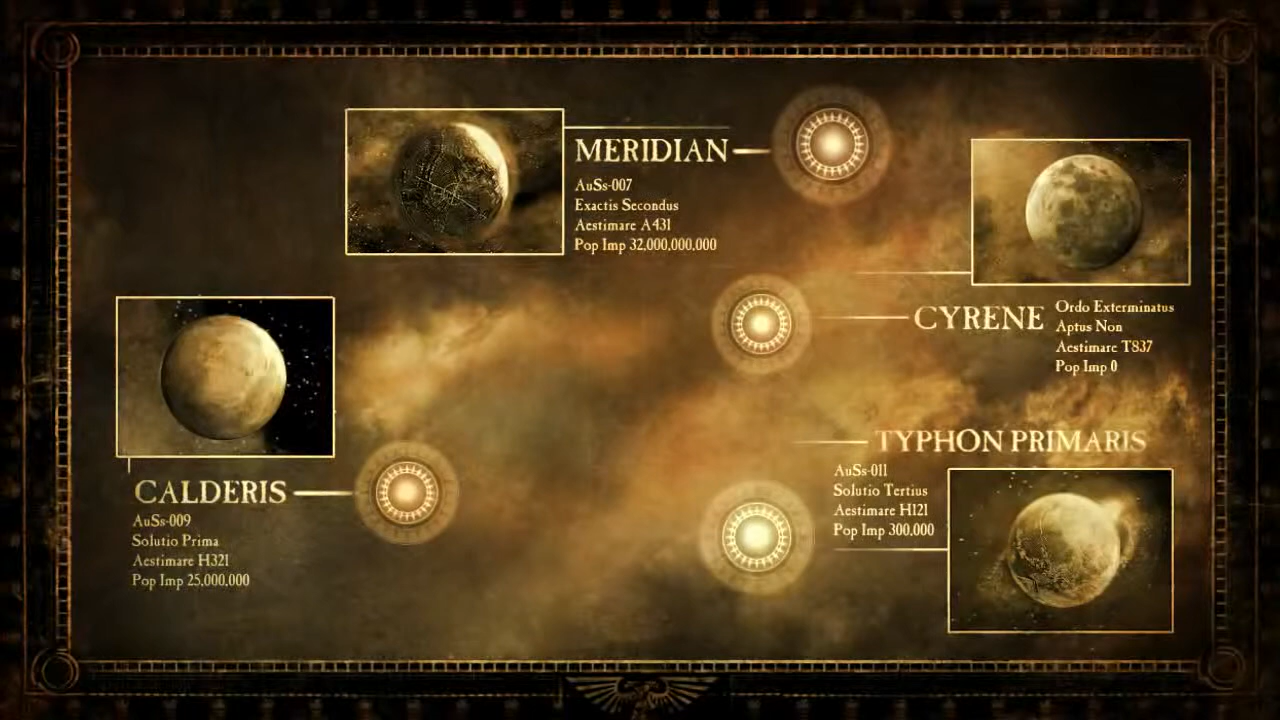 MERIDIAN
AuSs-007
Exactis Secondus
Aestimare A431
Pop Imp 32,000,000,000
CYRENE
Ordo Exterminatus
Aptus Non
Aestimare T837
Pop Imp 0
TYPHON PRIMARIS
AuSs-011
Solutio Tertius
Aestimare H121
Pop Imp 300,000
CALDERIS
AuSs-009
Solutio Prima
Aestimare H321
Pop Imp 25,000,000